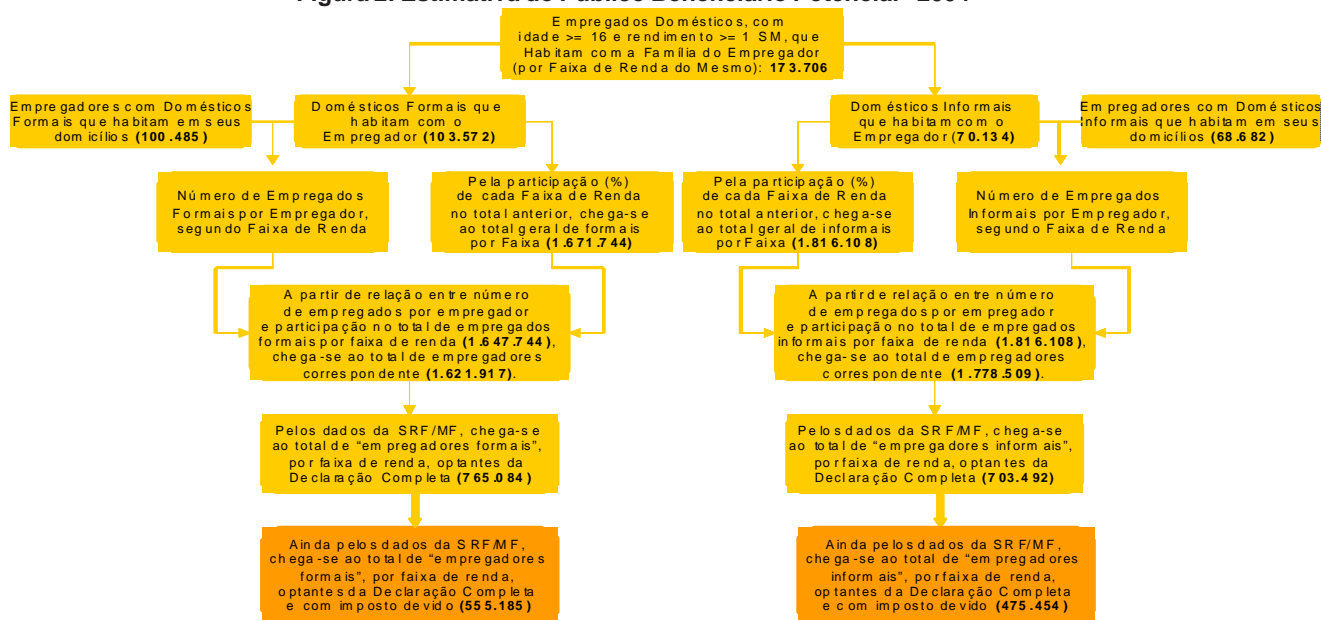 Figura 2. Estimativa do Público Beneficiário Potencial - 2004
Empregados Domésticos, com
idade >= 16 e rendimento >= 1 SM, que
Habitam com a Família do Empregador
(por Faixa de Renda do Mesmo): 173.706
Empregadores com Domésticos
Formais que habitam em seus
domicílios (100.485)
Domésticos Formais que
habitam com o
Empregador (103.572)
Domésticos Informais
que habitam com o
Empregador (70.134)
Empregadores com Domésticos
Informais que habitam em seus
domicílios (68.682)
Número de Empregados
Formais por Empregador,
segundo Faixa de Renda
Pela participação (%)
de cada Faixa de Renda
no total anterior, chega-se
ao total geral de formais
por Faixa (1.671.744)
Pela participação (%)
de cada Faixa de Renda
no total anterior, chega-se
ao total geral de informais
por Faixa (1.816.108)
Número de Empregados
Informais por Empregador,
segundo Faixa de Renda
A partir de relação entre número
de empregados por empregador
e participação no total de empregados
formais por faixa de renda (1.647.744),
chega-se ao total de empregadores
correspondente (1.621.917).
A partir de relação entre número
de empregados por empregador
e participação no total de empregados
informais por faixa de renda (1.816.108),
chega-se ao total de empregadores
correspondente (1.778.509).
Pelos dados da SRF/MF, chega-se
ao total de “empregadores formais”,
por faixa de renda, optantes da
Declaração Completa (765.084)
Pelos dados da SRF/MF, chega-se
ao total de “empregadores informais”,
por faixa de renda, optantes da
Declaração Completa (703.492)
Ainda pelos dados da SRF/MF,
chega-se ao total de “empregadores
formais”, por faixa de renda,
optantes da Declaração Completa
e com imposto devido (555.185)
Ainda pelos dados da SRF/MF,
chega-se ao total de “empregadores
informais”, por faixa de renda,
optantes da Declaração Completa
e com imposto devido (475.454)